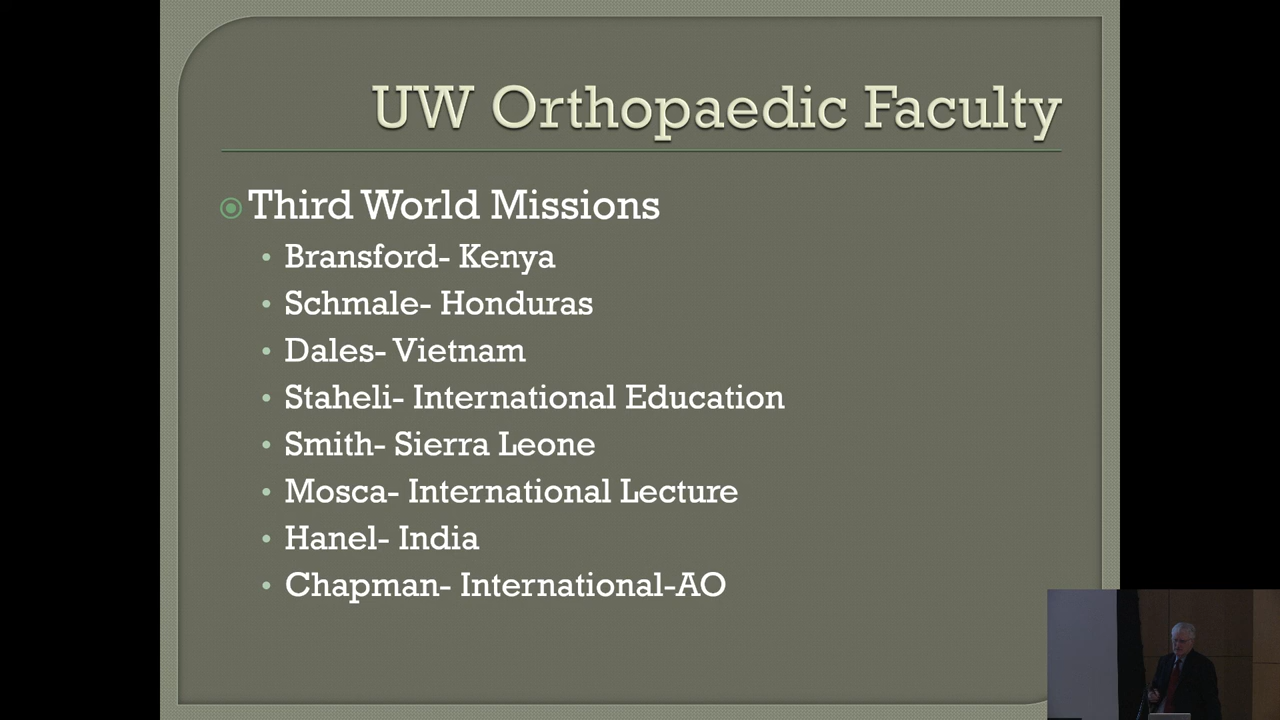 UW Orthopaedic Faculty
Third World Missions
Bransford- Kenya
Schmale- Honduras
Dales- Vietnam
Staheli- International Education
Smith- Sierra Leone
Mosca- International Lecture
Hanel- India
Chapman- International-AO